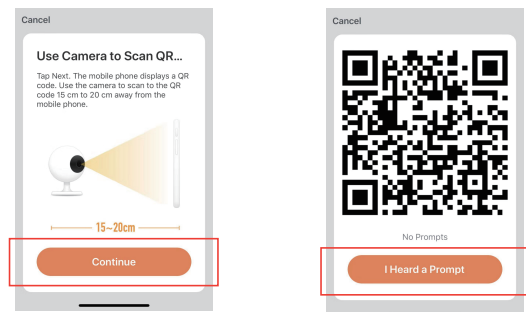 Cancel
Use Camera to Scan QR...
Tap Next. The mobile phone displays a QR
code. Use the camera to scan to the QR
code 15 cm to 20 cm away from the
mobile phone.
15~20cm
Continue
Cancel
No Prompts
I Heard a Prompt